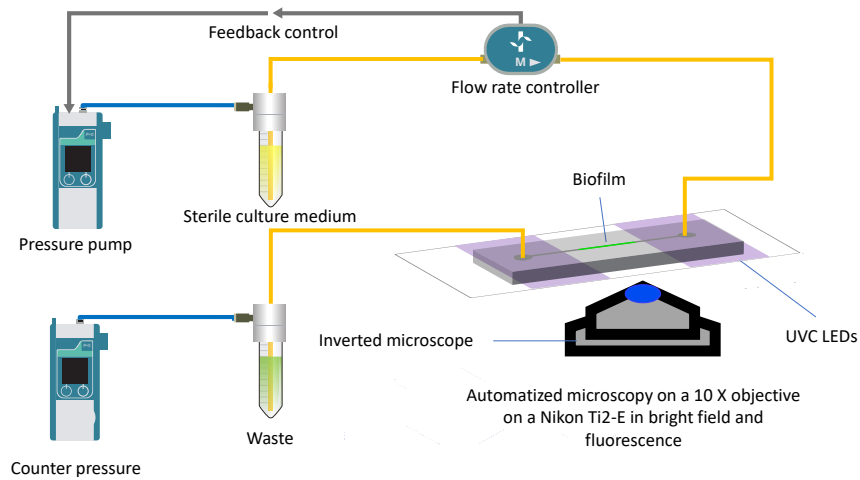 Feedback control
Flow rate controller
M
Biofilm
Sterile culture medium
Pressure pump
UVC LEDs
Inverted microscope
Automatized microscopy on a 10 X objective
on a Nikon Ti2-E in bright field and
fluorescence
Waste
Counter pressure